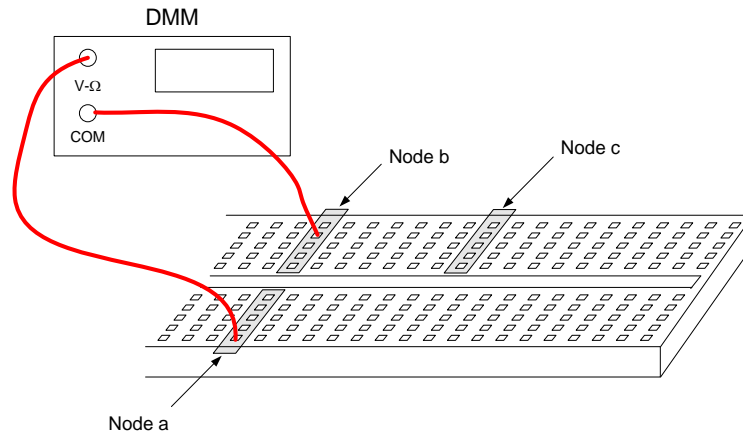 DMM
V-Ω
COM
Node b
Node c
Node a